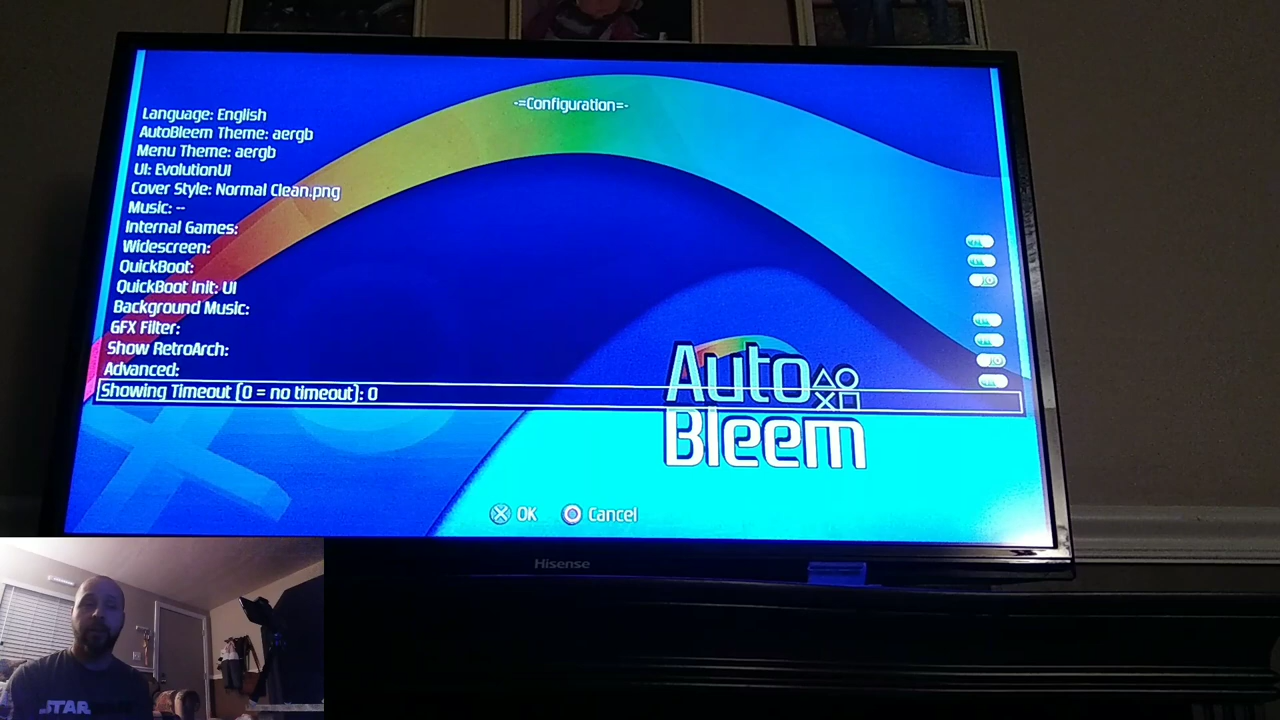 -=Configuration=-
Language: English
AutoBleem Theme: aergb
Menu Theme: aergb
UI: EvolutionUI
Cover Style: Normal Clean.png
Music: --
Internal Games:
Widescreen:
QuickBoot:
QuickBoot Init: UI
Background Music:
GFX Filter:
Show RetroArch:
Advanced:
Showing Timeout (0 = no timeout): 0
Auto
Bleem
OK Cancel
Hisense
STAR